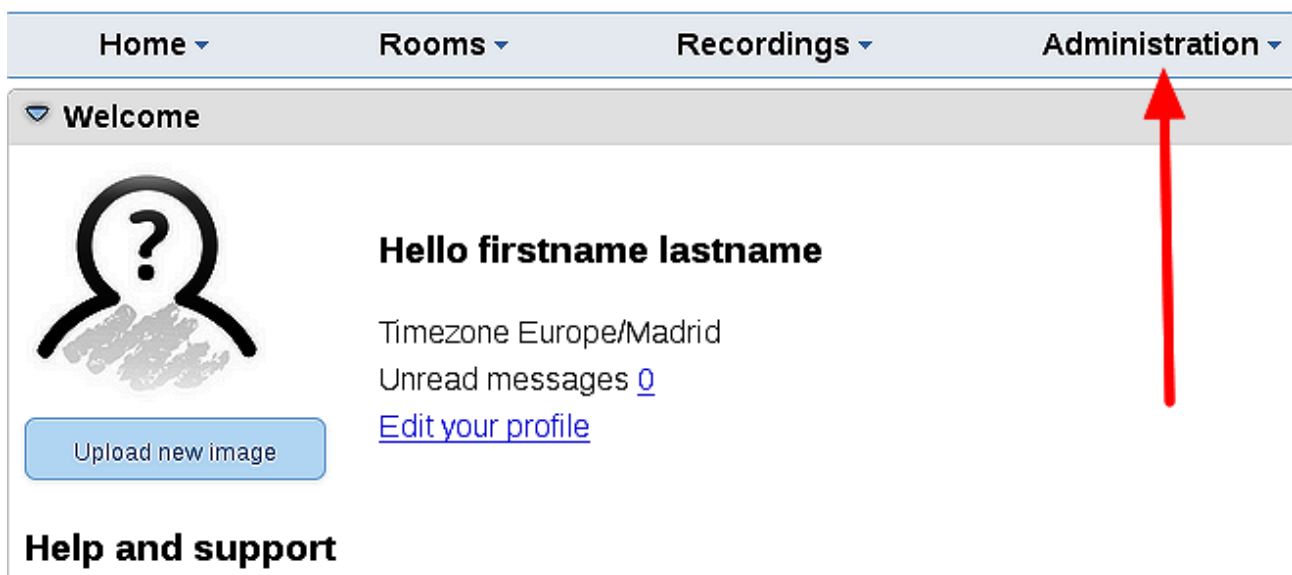 Home Rooms Recordings Administration
Welcome
?
Hello firstname lastname
Timezone Europe/Madrid
Unread messages 0
Edit your profile
Upload new image
Help and support